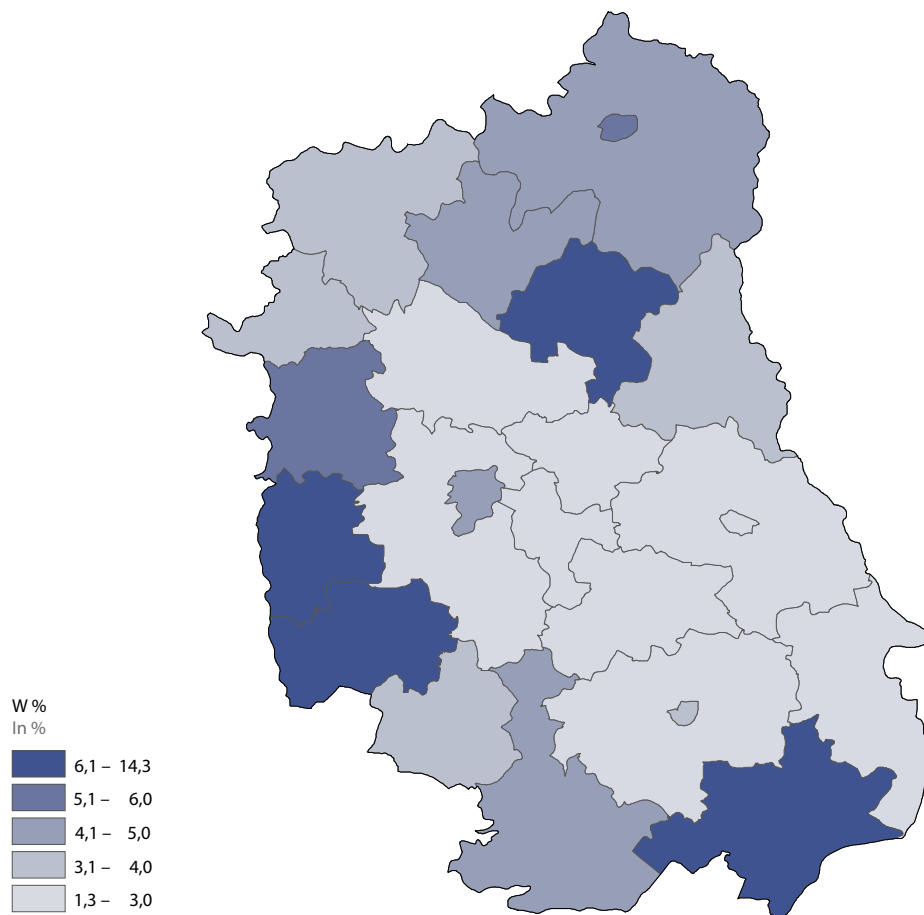 W %
In %
6,1 – 14,3
5,1 – 6,0
4,1 – 5,0
3,1 – 4,0
1,3 – 3,0